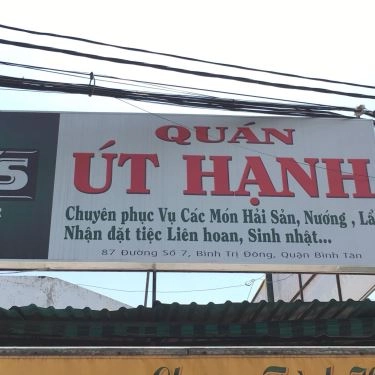 QUÁN
ÚT HẠNH
Chuyên phục Vụ Các Món Hải Sản, Nướng ,
Nhận đặt tiệc Liên hoan, Sinh nhật...
87 Đường Số 7, Bình Trị Đông, Quận Bình Tân